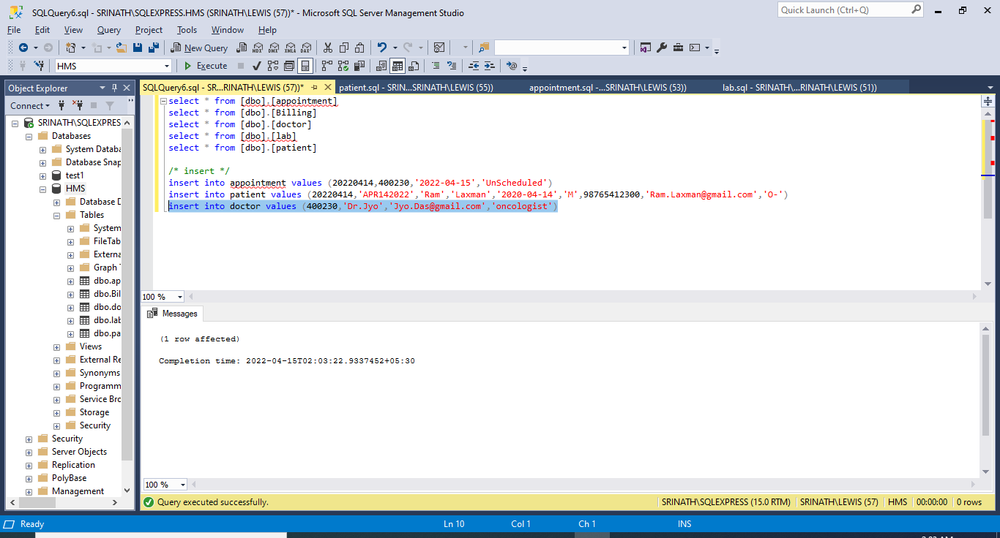 SQLQuery6.sql - SRINATH\SQLEXPRESS.HMS (SRINATH\LEWIS (57))* - Microsoft SQL Server Management Studio
Quick Launch (Ctrl+Q)
File Edit View Query Project Tools Window Help
New Query MDX DMX XMLA DAX
HMS Execute
Object Explorer
SQLQuery6.sql - SR...RINATH\LEWIS (57))* patient.sql - SRIN...SRINATH\LEWIS (55)) appointment.sql -...SRINATH\LEWIS (53)) lab.sql - SRINATH\...RINATH\LEWIS (51))
Connect
SRINATH\SQLEXPRES
Databases
System Databa
Database Snap
test1
HMS
Database D
Tables
System
FileTab
Externa
Graph T
dbo.ap
dbo.Bil
dbo.do
dbo.lab
dbo.pa
Views
External Re
Synonyms
Programm
Service Bro
Storage
Security
Security
Server Objects
Replication
PolyBase
Management
select * from [dbo].[appointment]
select * from [dbo].[Billing]
select * from [dbo].[doctor]
select * from [dbo].[lab]
select * from [dbo].[patient]
/* insert */
insert into appointment values (20220414,400230,'2022-04-15','UnScheduled')
insert into patient values (20220414,'APR142022','Ram','Laxman','2020-04-14','M',98765412300,'Ram.Laxman@gmail.com','O-')
insert into doctor values (400230,'Dr.Jyo','Jyo.Das@gmail.com','oncologist')
100 %
Messages
(1 row affected)
Completion time: 2022-04-15T02:03:22.9337452+05:30
100 %
Query executed successfully. SRINATH\SQLEXPRESS (15.0 RTM) SRINATH\LEWIS (57) HMS 00:00:00 0 rows
Ready Ln 10 Col 1 Ch 1 INS